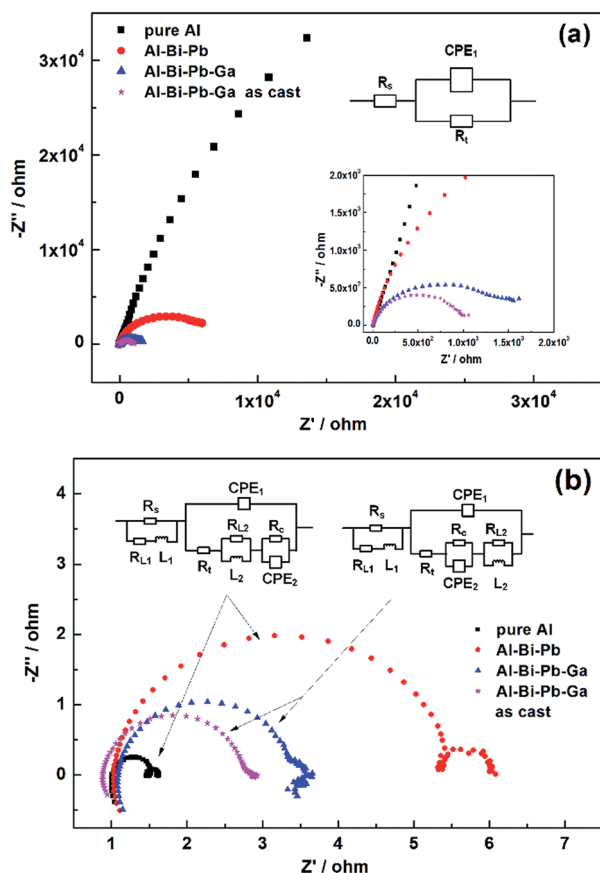 (a)
pure Al
Al-Bi-Pb
Al-Bi-Pb-Ga
Al-Bi-Pb-Ga as cast
CPE1
Rs
Rt
3x10^4
2x10^4
1x10^4
0
-Z'' / ohm
0 1x10^4 2x10^4 3x10^4
Z' / ohm
2.0x10^3
1.5x10^3
1.0x10^3
5.0x10^2
0.0
-Z'' / ohm
0.0 5.0x10^2 1.0x10^3 1.5x10^3 2.0x10^3
Z' / ohm
(b)
CPE1
Rs
RL1 L1
Rt
RL2
L2
Rc
CPE2
CPE1
Rs
RL1 L1
Rt
Rc
CPE2
RL2
L2
pure Al
Al-Bi-Pb
Al-Bi-Pb-Ga
Al-Bi-Pb-Ga
as cast
4
3
2
1
0
-Z'' / ohm
1 2 3 4 5 6 7
Z' / ohm